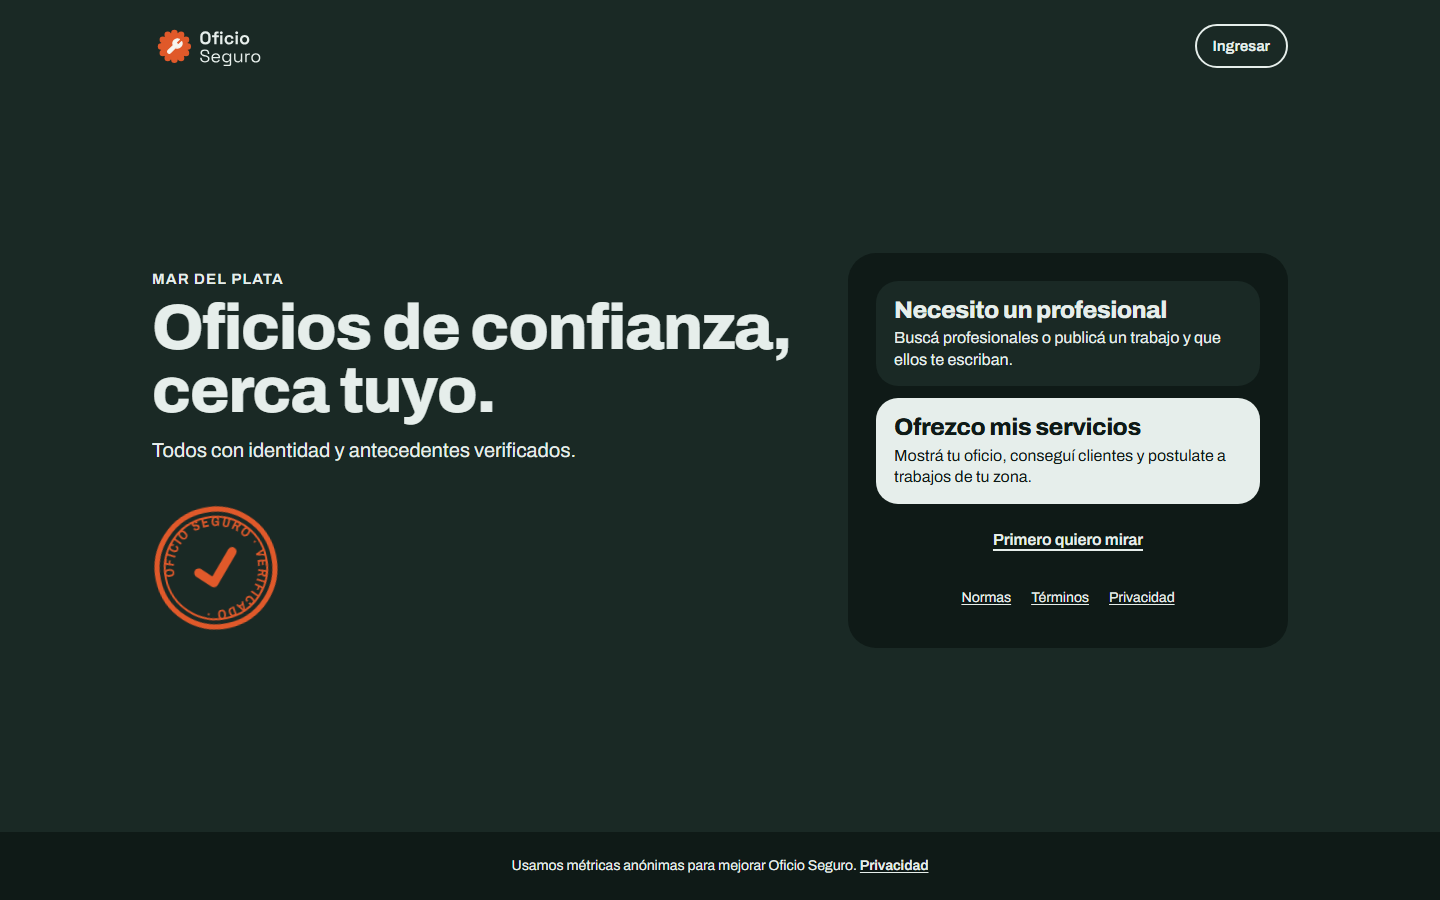 Oficio
Seguro
Ingresar
MAR DEL PLATA
Oficios de confianza,
cerca tuyo.
Todos con identidad y antecedentes verificados.
OFICIO SEGURO · VERIFICADO ·
Necesito un profesional
Buscá profesionales o publicá un trabajo y que
ellos te escriban.
Ofrezco mis servicios
Mostrá tu oficio, conseguí clientes y postulate a
trabajos de tu zona.
Primero quiero mirar
Normas Términos Privacidad
Usamos métricas anónimas para mejorar Oficio Seguro. Privacidad